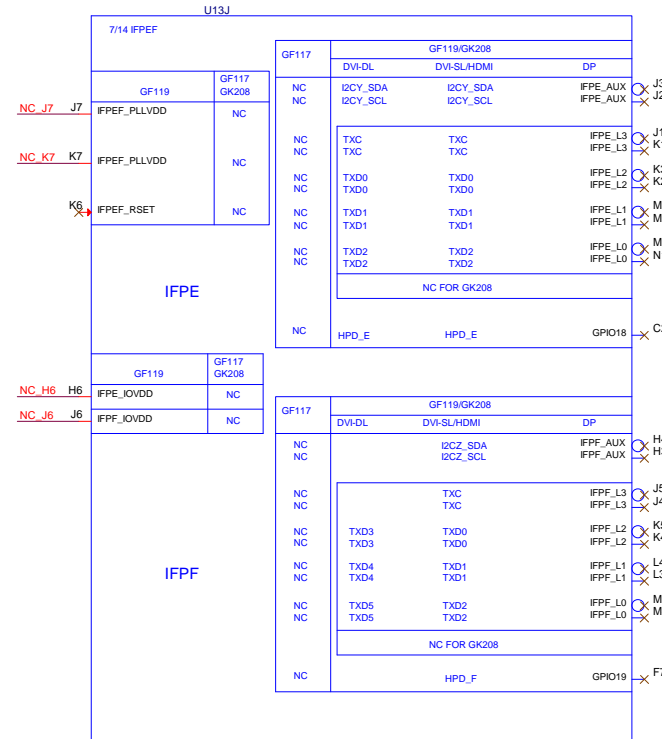 U13J
7/14 IFPEF
GF119 GF117 GK208
NC_J7 J7 IFPEF_PLLVDD NC
NC_K7 K7 IFPEF_PLLVDD NC
K6 IFPEF_RSET NC
IFPE
GF117 GF119/GK208
DVI-DL DVI-SL/HDMI DP
NC I2CY_SDA I2CY_SDA IFPE_AUX
NC I2CY_SCL I2CY_SCL IFPE_AUX J2
NC TXC TXC IFPE_L3
NC TXC TXC IFPE_L3
NC TXD0 TXD0 IFPE_L2
NC TXD0 TXD0 IFPE_L2
NC TXD1 TXD1 IFPE_L1
NC TXD1 TXD1 IFPE_L1
NC TXD2 TXD2 IFPE_L0
NC TXD2 TXD2 IFPE_L0
NC FOR GK208
NC HPD_E HPD_E GPIO18
GF119 GF117 GK208
NC_H6 H6 IFPE_IOVDD NC
NC_J6 J6 IFPF_IOVDD NC
IFPF
GF117 GF119/GK208
DVI-DL DVI-SL/HDMI DP
NC I2CZ_SDA IFPF_AUX
NC I2CZ_SCL IFPF_AUX
NC TXC IFPF_L3 J5
NC TXC IFPF_L3 J4
NC TXD3 TXD0 IFPF_L2
NC TXD3 TXD0 IFPF_L2
NC TXD4 TXD1 IFPF_L1
NC TXD4 TXD1 IFPF_L1
NC TXD5 TXD2 IFPF_L0
NC TXD5 TXD2 IFPF_L0
NC FOR GK208
NC HPD_F GPIO19